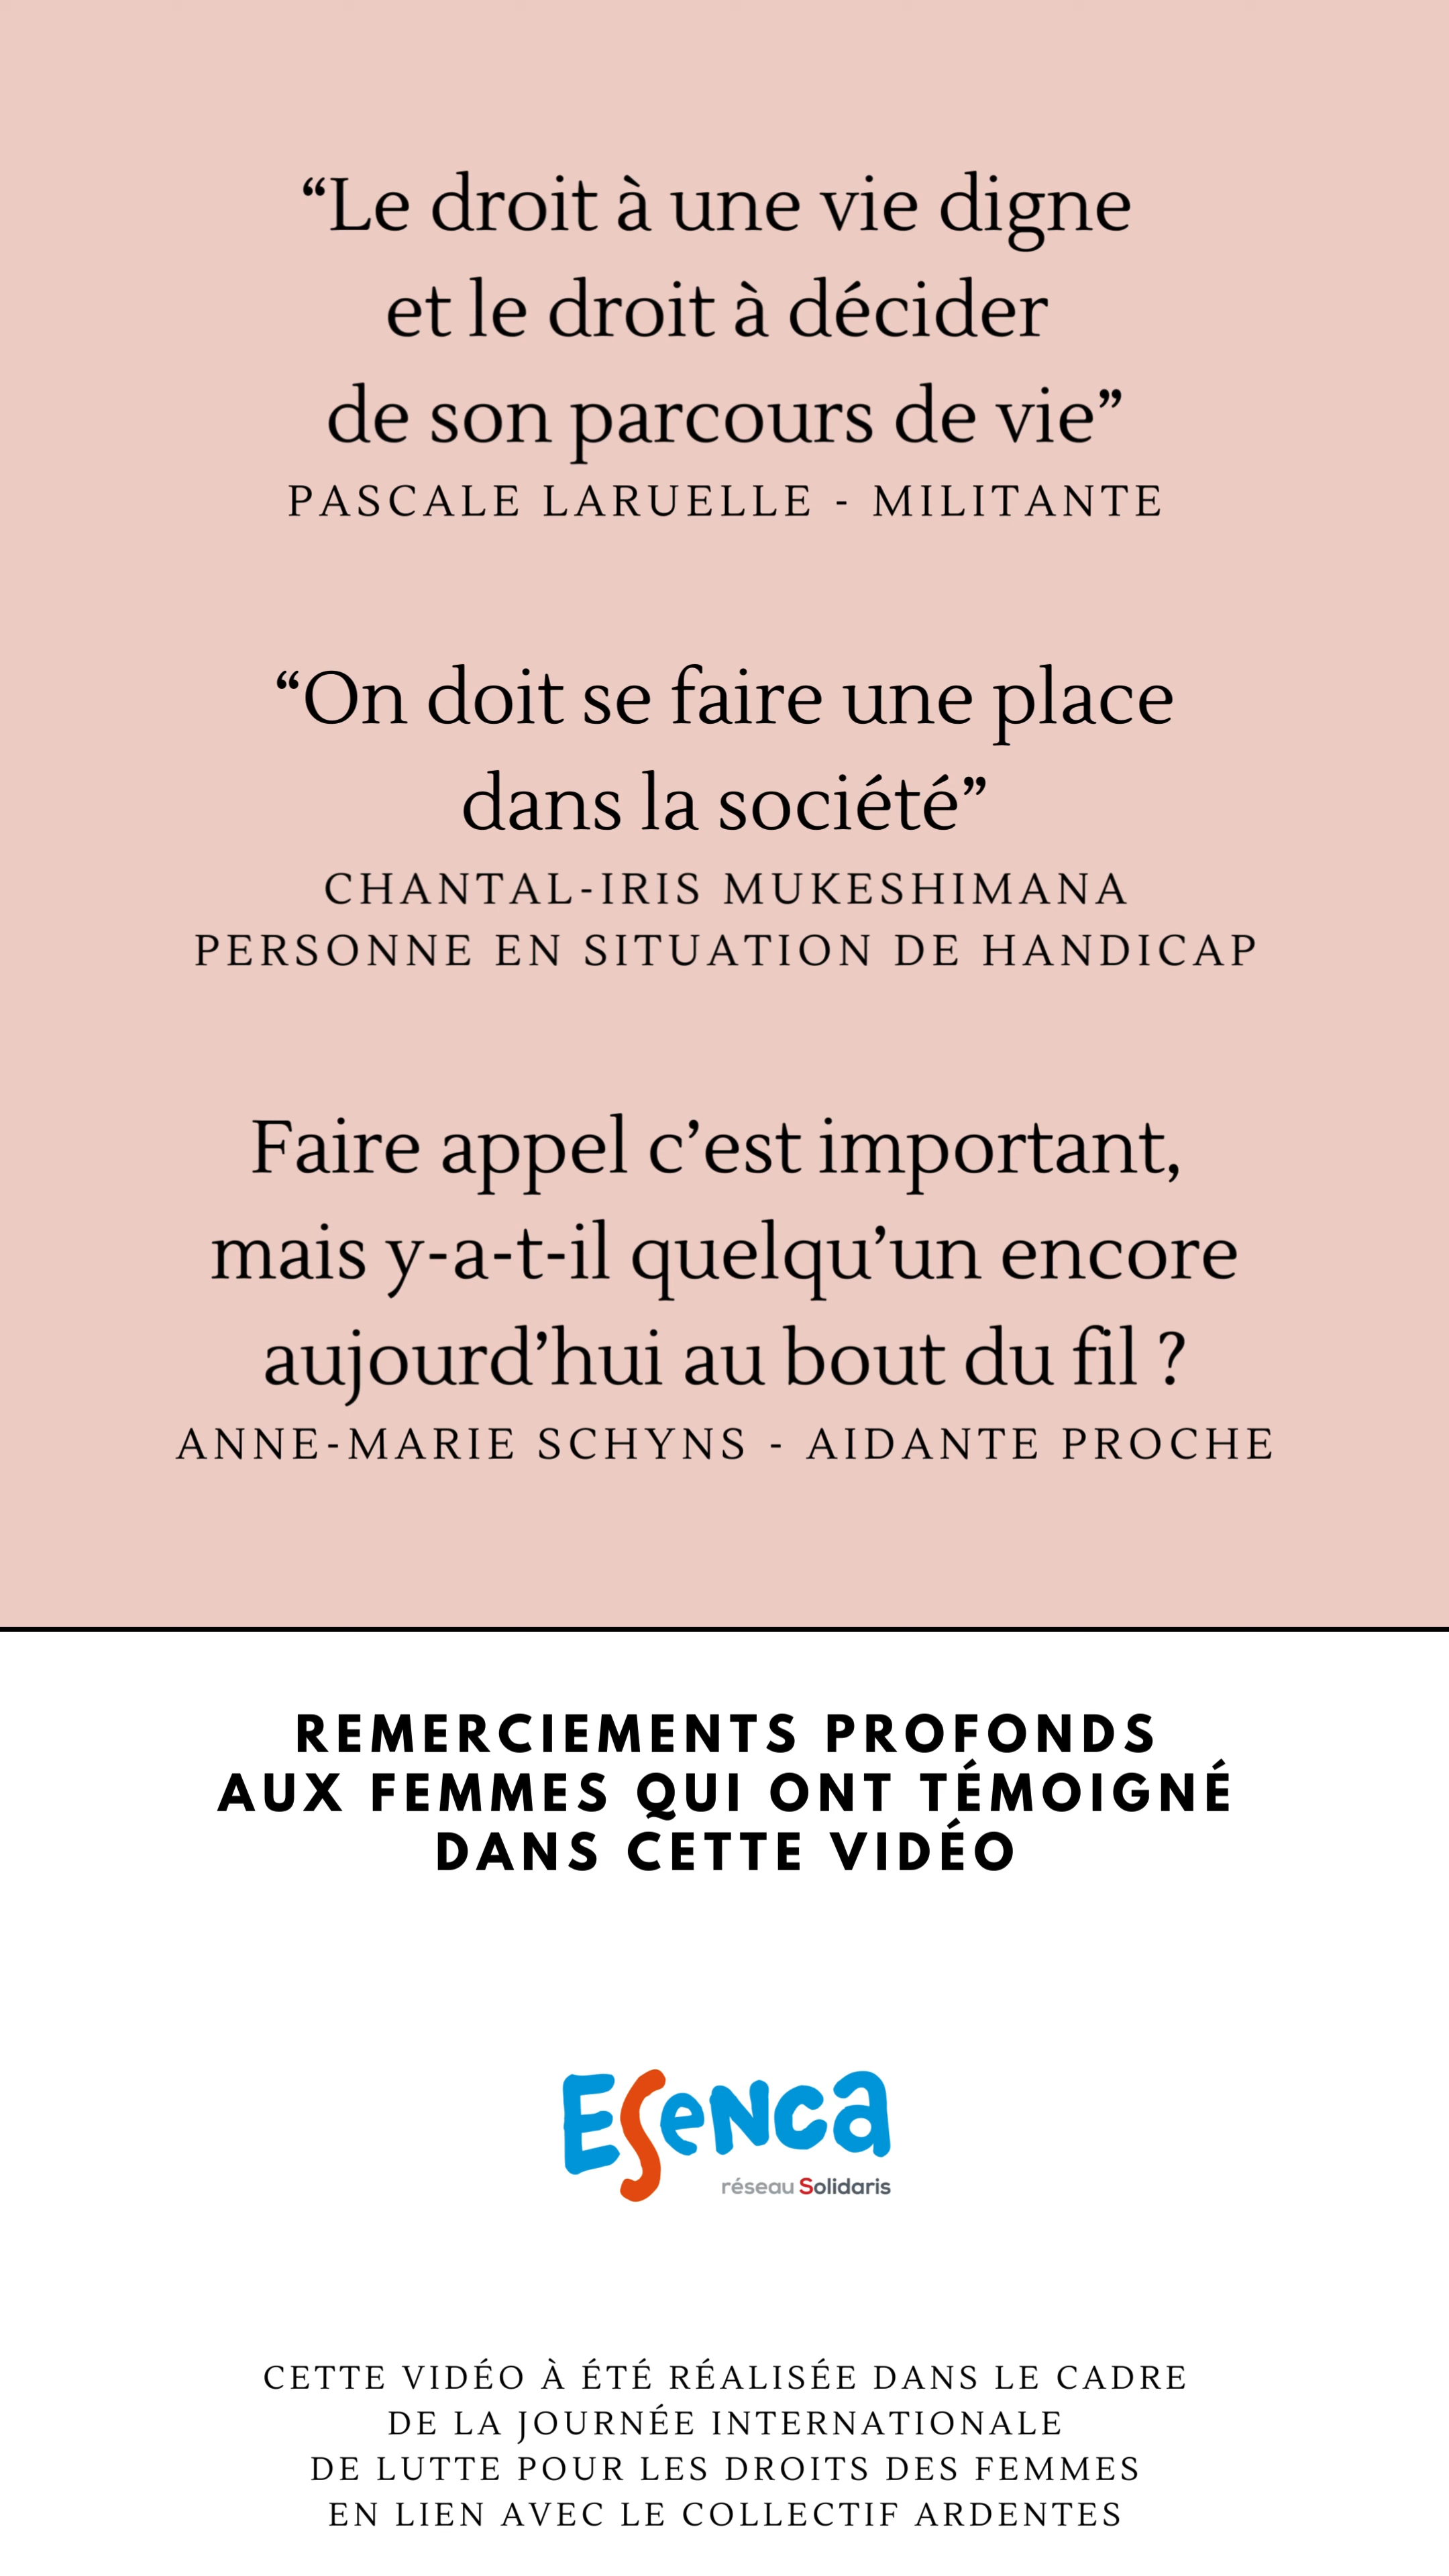 “Le droit à une vie digne
et le droit à décider
de son parcours de vie”
PASCALE LARUELLE - MILITANTE
“On doit se faire une place
dans la société”
CHANTAL-IRIS MUKESHIMANA
PERSONNE EN SITUATION DE HANDICAP
Faire appel c’est important,
mais y-a-t-il quelqu’un encore
aujourd’hui au bout du fil ?
ANNE-MARIE SCHYNS - AIDANTE PROCHE
REMERCIEMENTS PROFONDS
AUX FEMMES QUI ONT TÉMOIGNÉ
DANS CETTE VIDÉO
Esenca
réseau Solidaris
CETTE VIDÉO À ÉTÉ RÉALISÉE DANS LE CADRE
DE LA JOURNÉE INTERNATIONALE
DE LUTTE POUR LES DROITS DES FEMMES
EN LIEN AVEC LE COLLECTIF ARDENTES